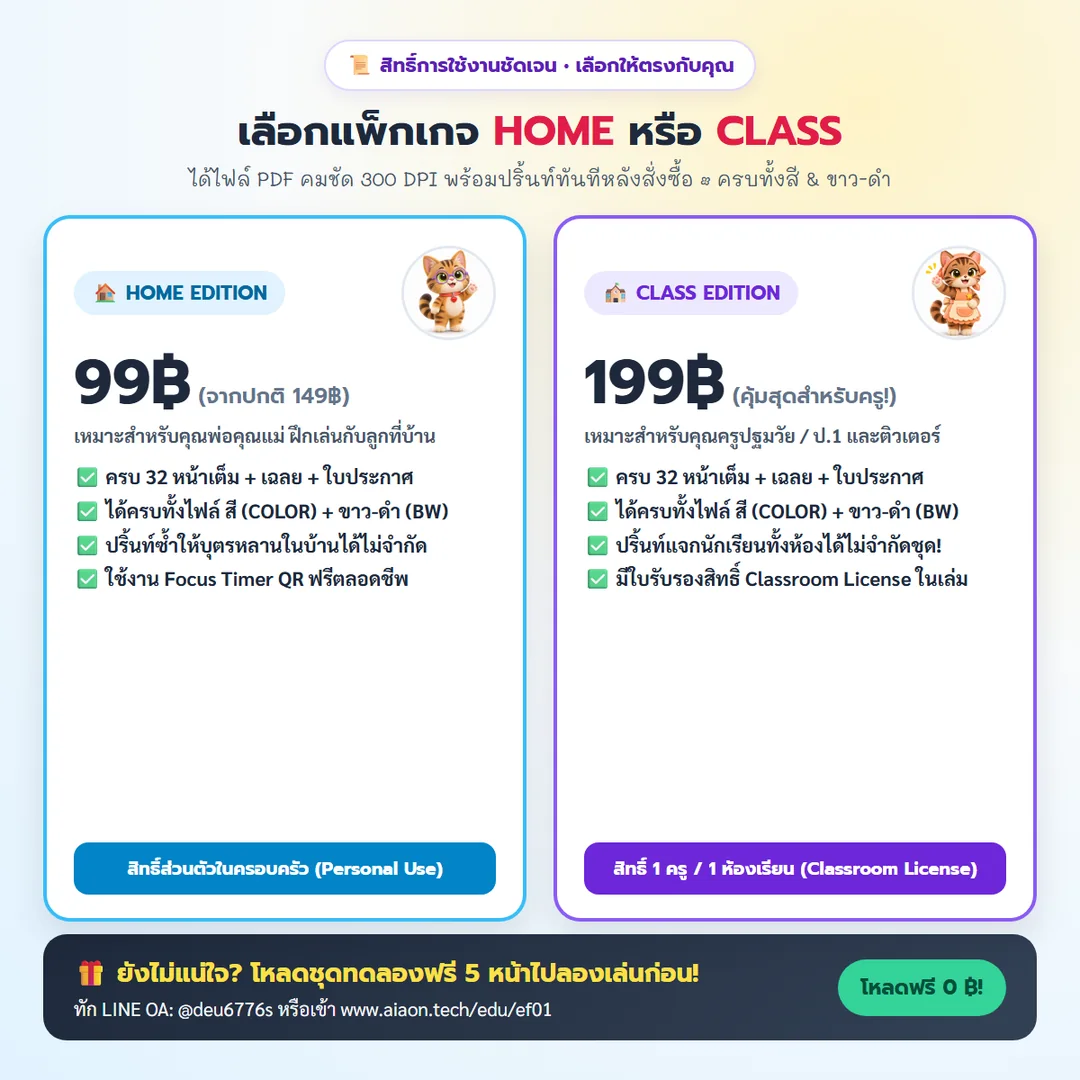 📜 สิทธิ์การใช้งานชัดเจน · เลือกให้ตรงกับคุณ
เลือกแพ็กเกจ HOME หรือ CLASS
ได้ไฟล์ PDF คมชัด 300 DPI พร้อมปริ้นท์ทันทีหลังสั่งซื้อ ๏ ครบทั้งสี & ขาว-ดำ
🏠 HOME EDITION
99฿ (จากปกติ 149฿)
เหมาะสำหรับคุณพ่อคุณแม่ ฝึกเล่นกับลูกที่บ้าน
✅ ครบ 32 หน้าเต็ม + เฉลย + ใบประกาศ
✅ ได้ครบทั้งไฟล์ สี (COLOR) + ขาว-ดำ (BW)
✅ ปริ้นท์ซ้ำให้บุตรหลานในบ้านได้ไม่จำกัด
✅ ใช้งาน Focus Timer QR ฟรีตลอดชีพ
สิทธิ์ส่วนตัวในครอบครัว (Personal Use)
🏫 CLASS EDITION
199฿ (คุ้มสุดสำหรับครู!)
เหมาะสำหรับคุณครูปฐมวัย / ป.1 และติวเตอร์
✅ ครบ 32 หน้าเต็ม + เฉลย + ใบประกาศ
✅ ได้ครบทั้งไฟล์ สี (COLOR) + ขาว-ดำ (BW)
✅ ปริ้นท์แจกนักเรียนทั้งห้องได้ไม่จำกัดชุด!
✅ มีใบรับรองสิทธิ์ Classroom License ในเล่ม
สิทธิ์ 1 ครู / 1 ห้องเรียน (Classroom License)
🎁 ยังไม่แน่ใจ? โหลดชุดทดลองฟรี 5 หน้าไปลองเล่นก่อน!
ทัก LINE OA: @deu6776s หรือเข้า www.aiaon.tech/edu/ef01
โหลดฟรี 0 ฿!